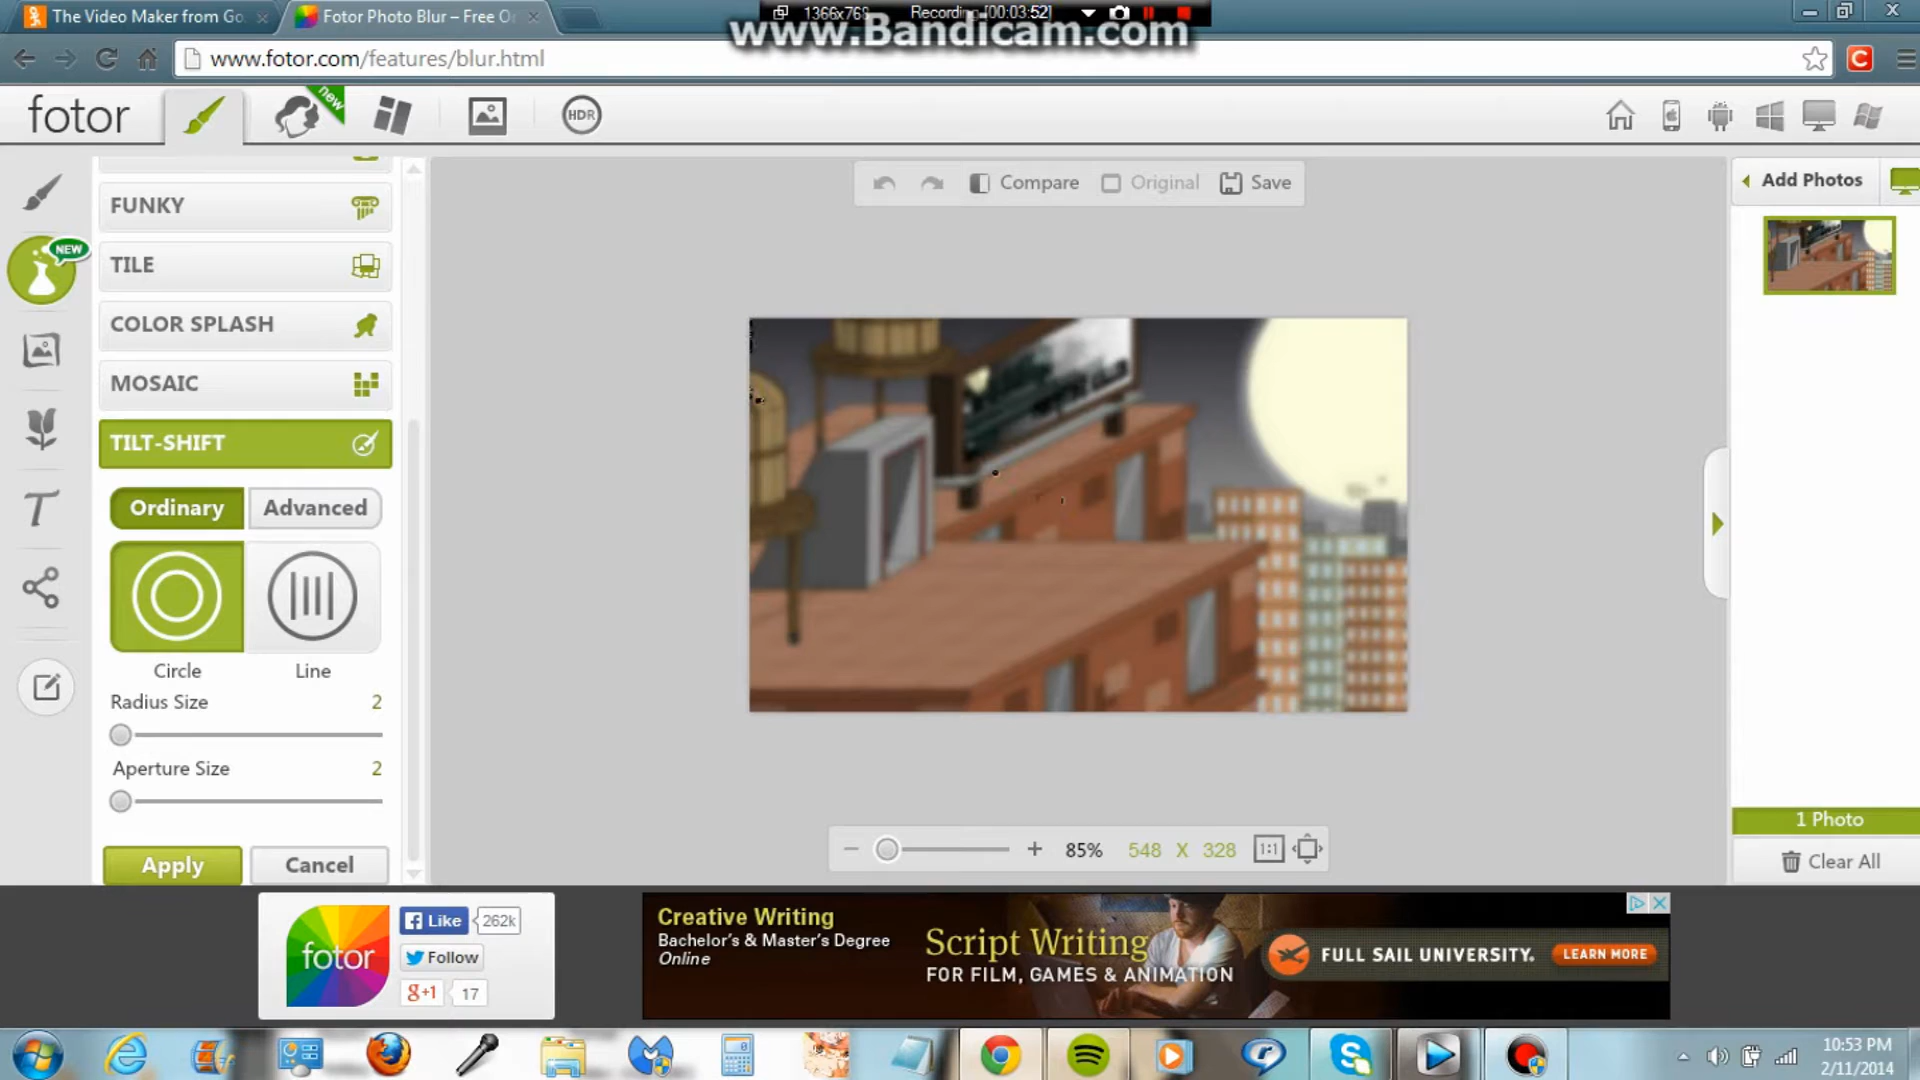 The Video Maker from Go
Fotor Photo Blur – Free O
1366x768
Recording [00:03:52]
www.Bandicam.com
www.fotor.com/features/blur.html
C
fotor
new
HDR
Compare
Original
Save
Add Photos
NEW
FUNKY
TILE
COLOR SPLASH
MOSAIC
TILT-SHIFT
Ordinary
Advanced
Circle
Line
Radius Size
2
Aperture Size
2
Apply
Cancel
85%
548 X 328
1:1
1 Photo
Clear All
fotor
Like
262k
Follow
g+1
17
Creative Writing
Bachelor's & Master's Degree
Online
Script Writing
FOR FILM, GAMES & ANIMATION
FULL SAIL UNIVERSITY.
LEARN MORE
10:53 PM
2/11/2014